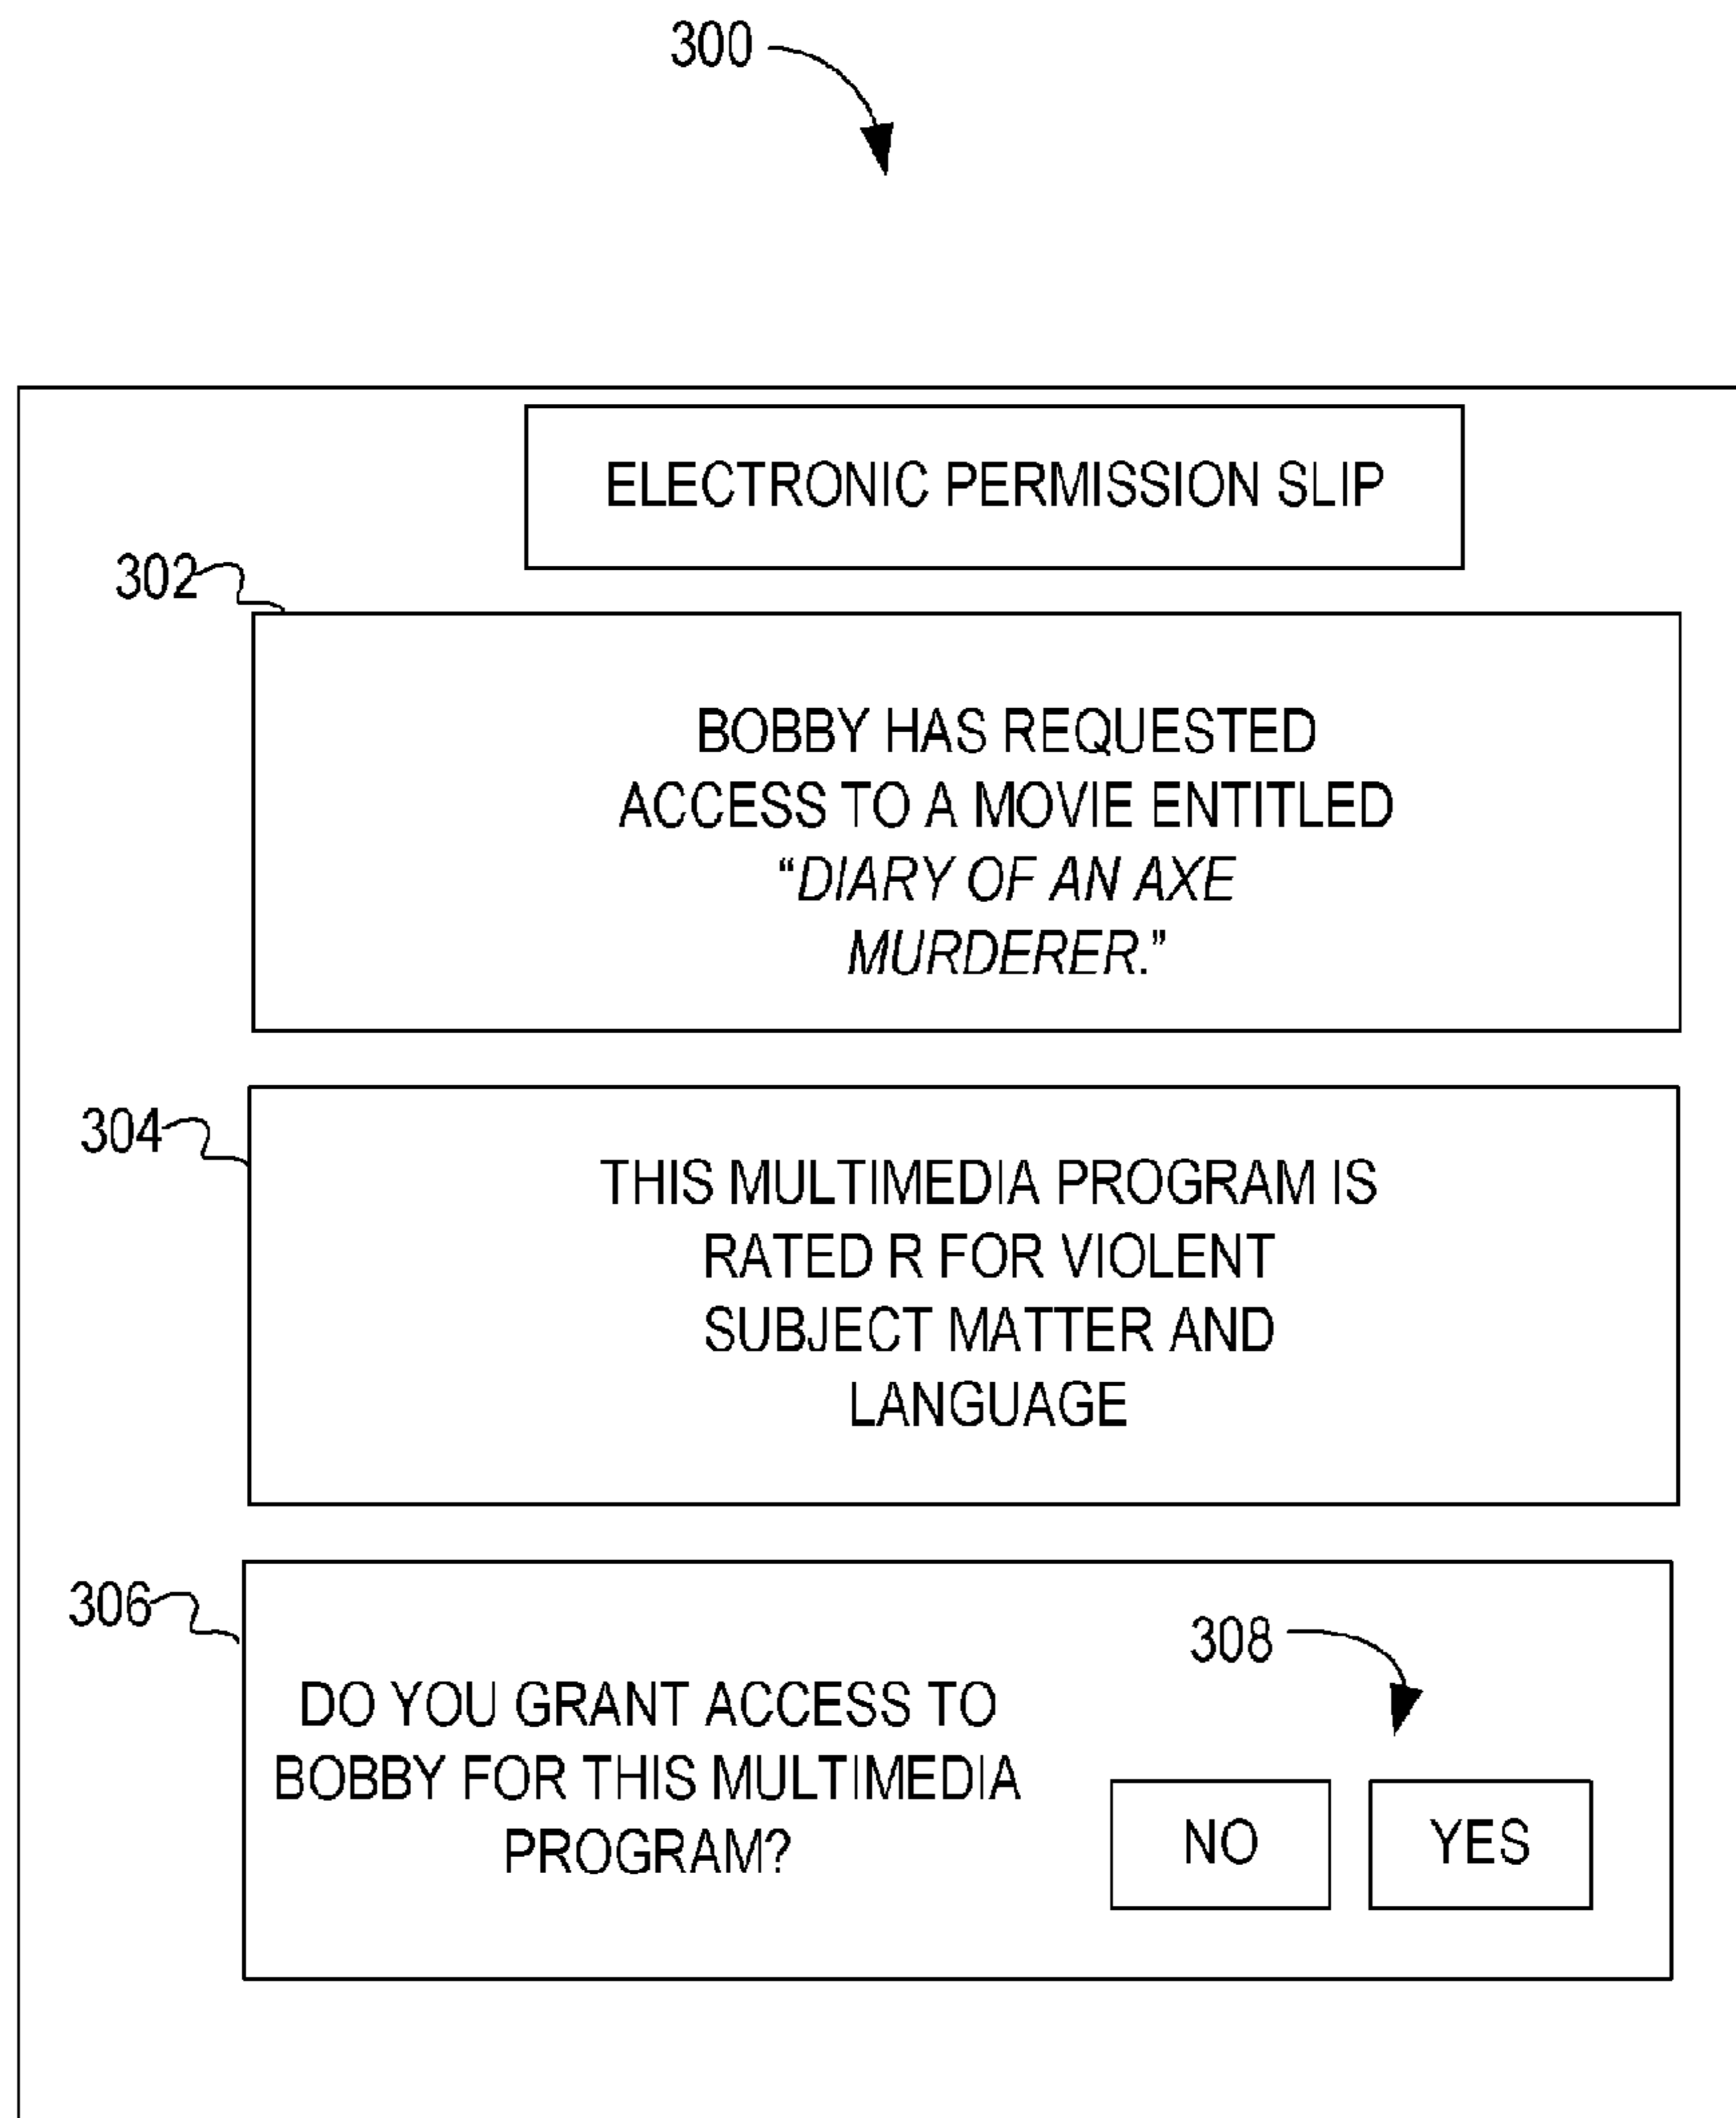 300
ELECTRONIC PERMISSION SLIP
302
BOBBY HAS REQUESTED
ACCESS TO A MOVIE ENTITLED
“DIARY OF AN AXE
MURDERER.”
304
THIS MULTIMEDIA PROGRAM IS
RATED R FOR VIOLENT
SUBJECT MATTER AND
LANGUAGE
306
308
DO YOU GRANT ACCESS TO
BOBBY FOR THIS MULTIMEDIA
PROGRAM?
NO YES